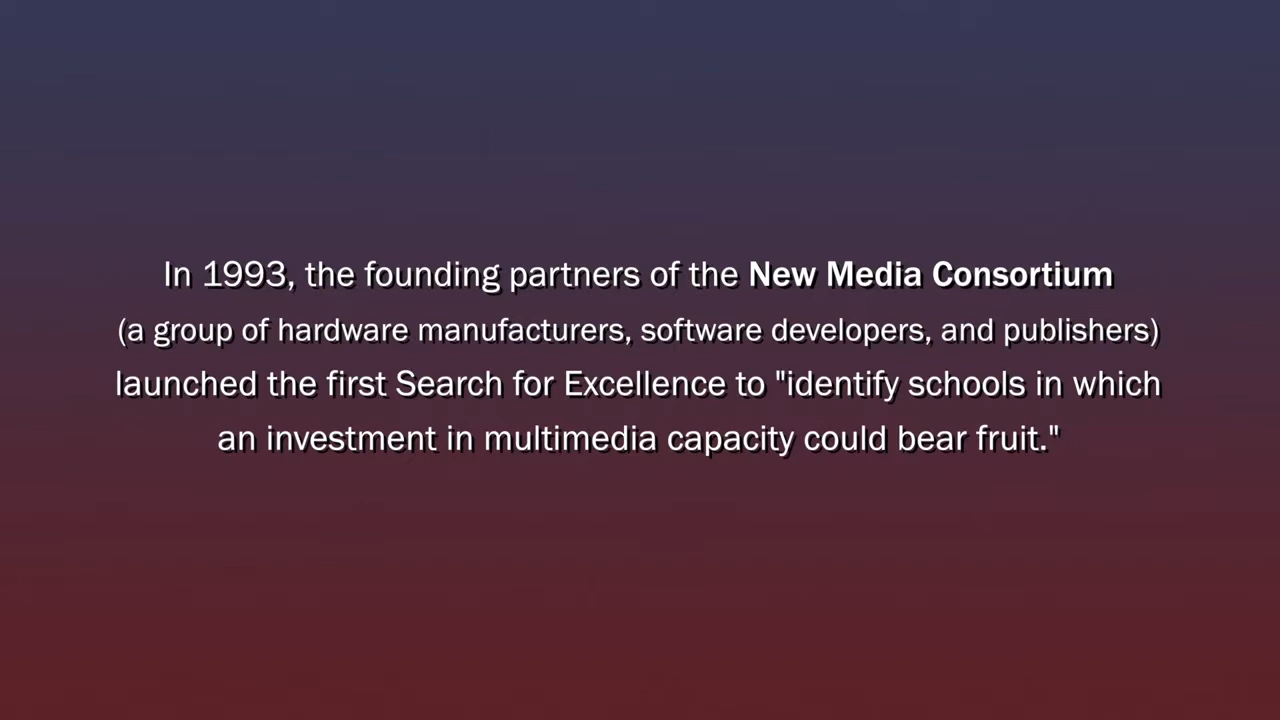 In 1993, the founding partners of the New Media Consortium
(a group of hardware manufacturers, software developers, and publishers)
launched the first Search for Excellence to "identify schools in which
an investment in multimedia capacity could bear fruit."